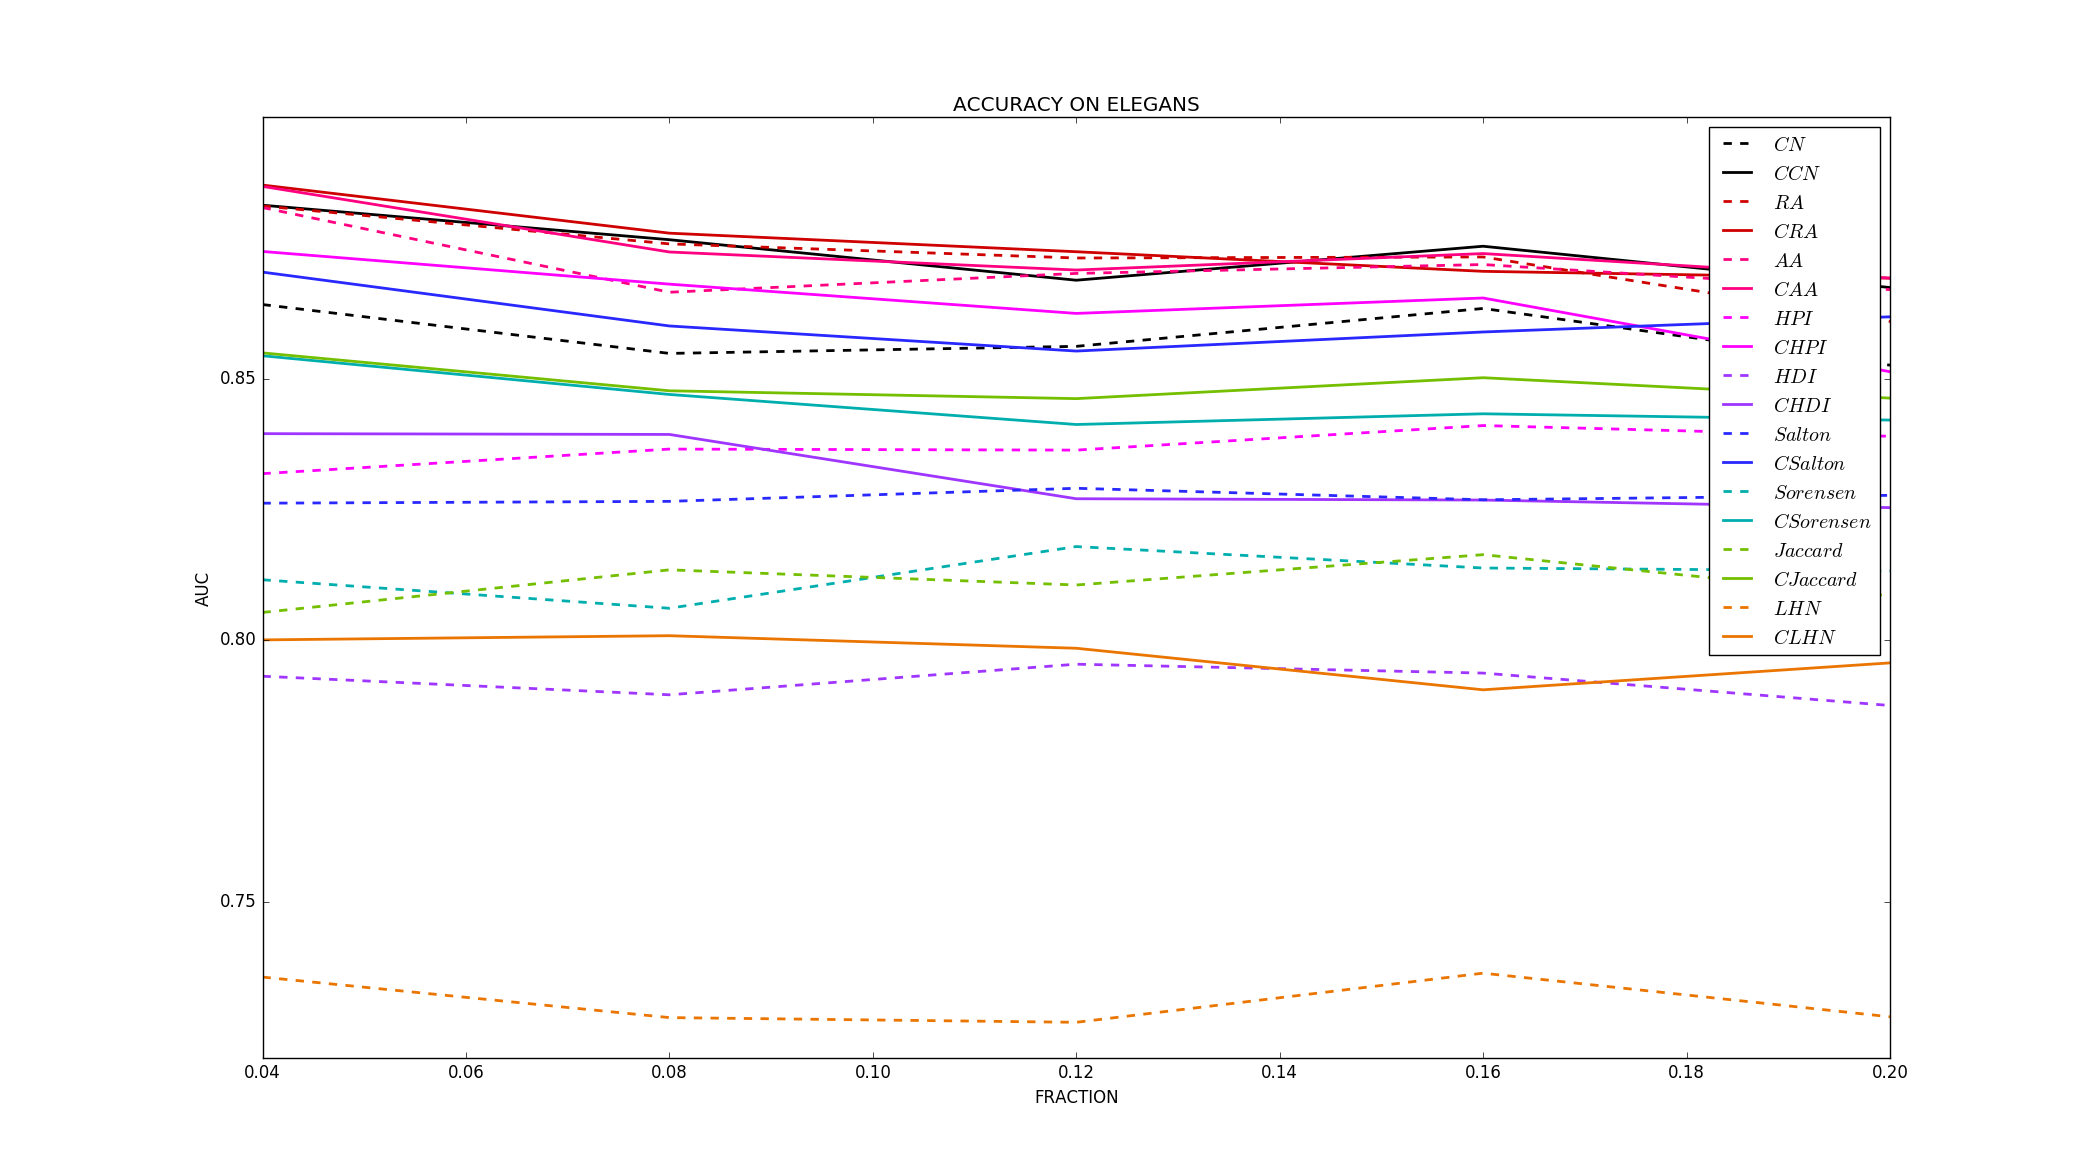 ACCURACY ON ELEGANS
CN
CCN
RA
CRA
AA
CAA
HPI
CHPI
HDI
CHDI
Salton
CSalton
Sorensen
CSorensen
Jaccard
CJaccard
LHN
CLHN
0.85
0.80
0.75
AUC
0.04 0.06 0.08 0.10 0.12 0.14 0.16 0.18 0.20
FRACTION